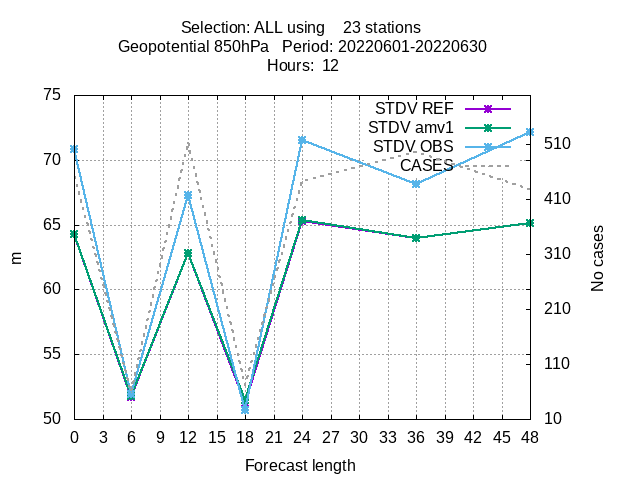 Selection: ALL using    23 stations
Geopotential 850hPa   Period: 20220601-20220630
Hours:  12
STDV REF
STDV amv1
STDV OBS
CASES
75
70
65
60
55
50
m
510
410
310
210
110
10
No cases
0 3 6 9 12 15 18 21 24 27 30 33 36 39 42 45 48
Forecast length